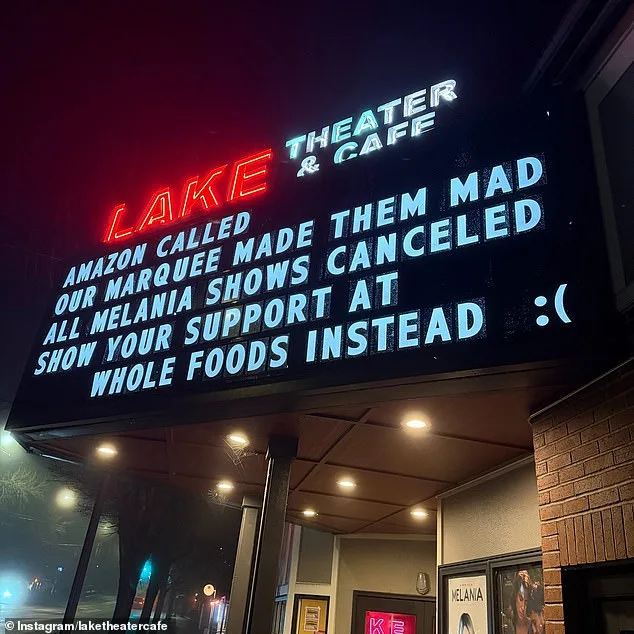 LAKE
THEATER
& CAFE
AMAZON CALLED
OUR MARQUEE MADE THEM MAD
ALL MELANIA SHOWS CANCELED
SHOW YOUR SUPPORT AT
WHOLE FOODS INSTEAD :(
MELANIA
KE
© Instagram/laketheatercafe